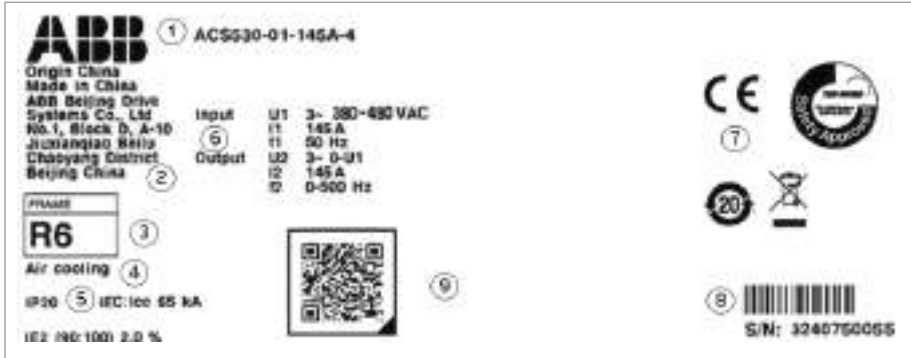 ABB
① ACS530-01-145A-4
Origin China
Made in China
ABB Beijing Drive
Systems Co., Ltd
No.1, Block D, A-10
Jiuxianqiao Beilu
Chaoyang District
Beijing China
②
Input U1 3~ 380-480 VAC
⑥ I1 145 A
f1 50 Hz
Output U2 3~ 0-U1
I2 145 A
f2 0-500 Hz
FRAME
R6
③
Air cooling ④
IP20 ⑤ IEC:Icc 65 kA
IE2 (90;100) 2.0 %
⑨
CE
⑦
Safety Approved
20
⑧
S/N: 3240750055